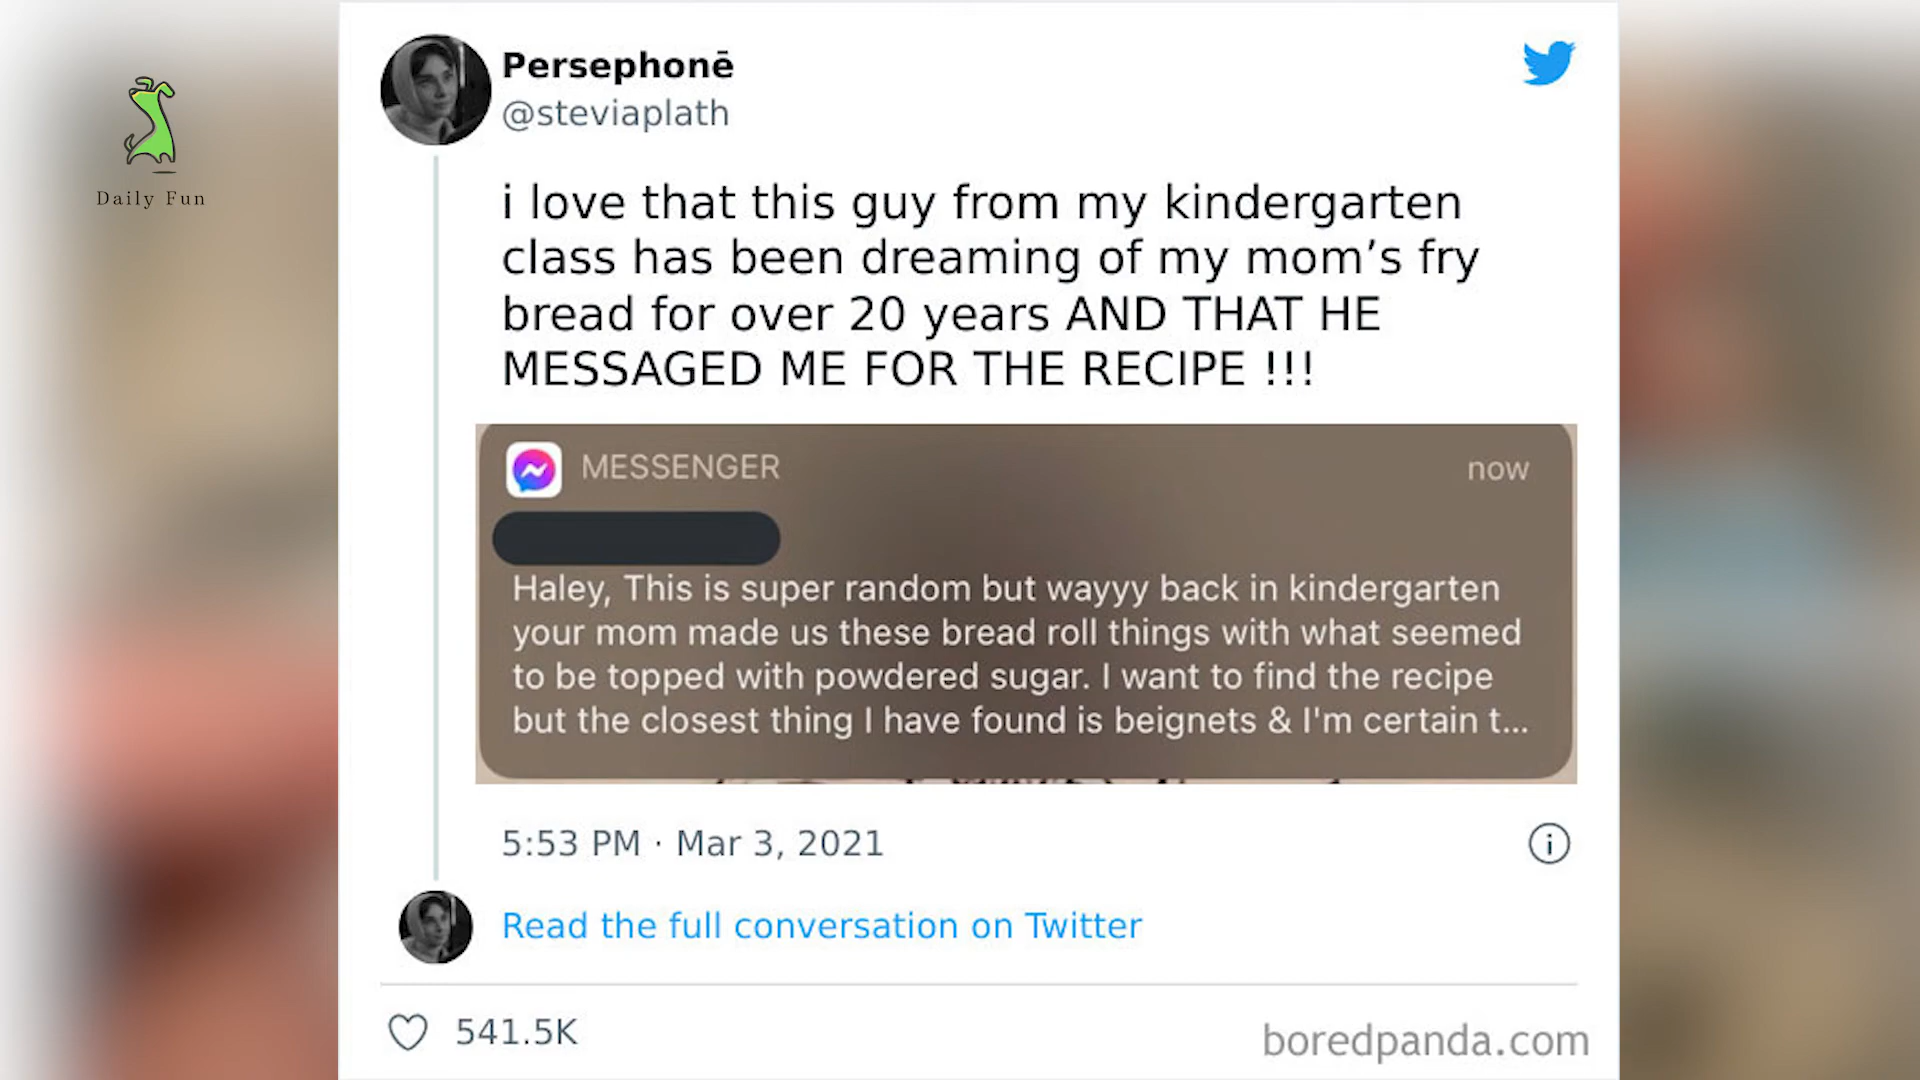 Daily Fun
Persephonē
@steviaplath
i love that this guy from my kindergarten
class has been dreaming of my mom’s fry
bread for over 20 years AND THAT HE
MESSAGED ME FOR THE RECIPE !!!
MESSENGER
now
Haley, This is super random but wayyy back in kindergarten
your mom made us these bread roll things with what seemed
to be topped with powdered sugar. I want to find the recipe
but the closest thing I have found is beignets & I'm certain t...
5:53 PM · Mar 3, 2021
Read the full conversation on Twitter
541.5K
boredpanda.com